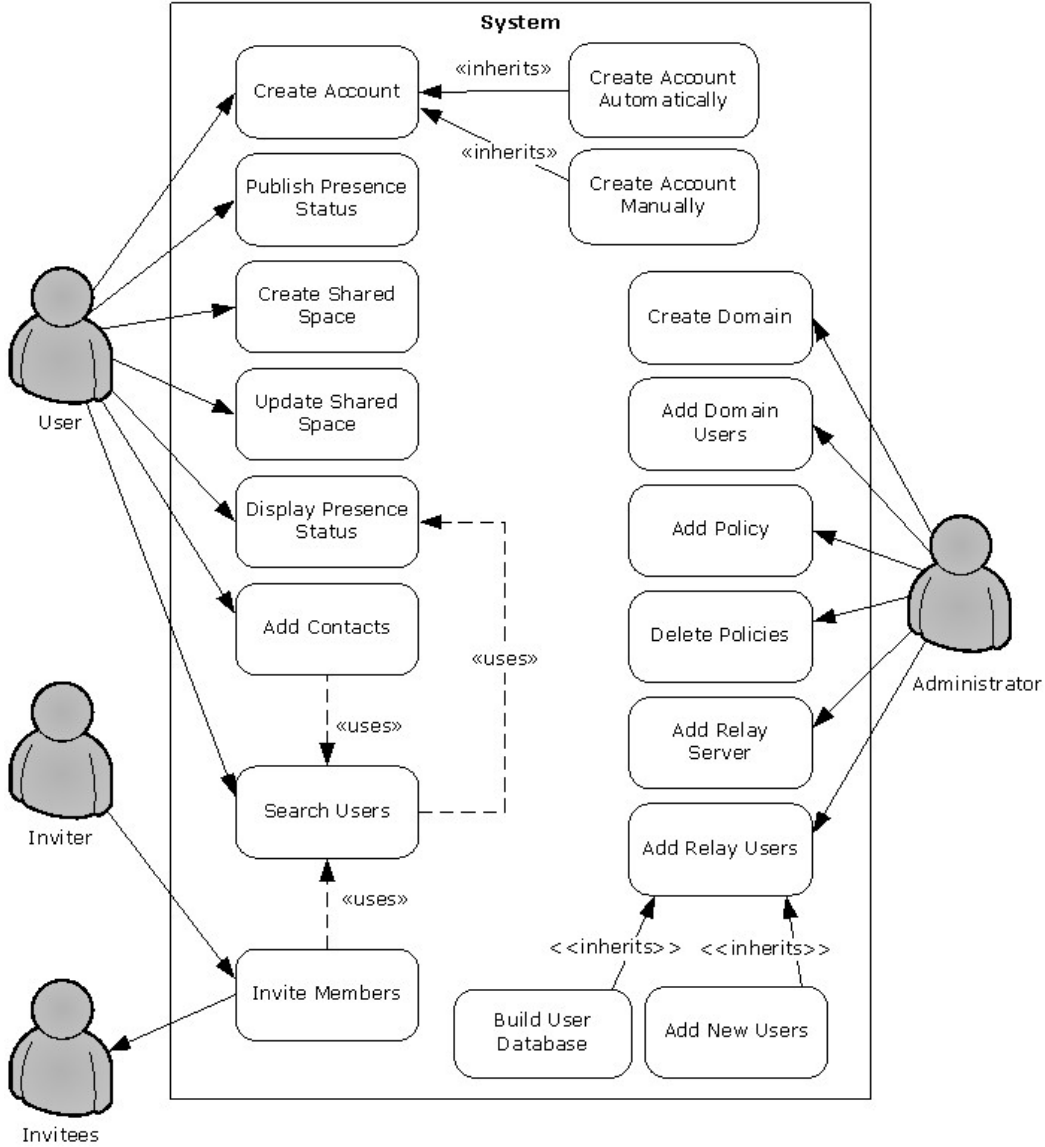 System
Create Account
«inherits»
Create Account
Automatically
«inherits»
Create Account
Manually
Publish Presence
Status
Create Shared
Space
Create Domain
User
Update Shared
Space
Add Domain
Users
Display Presence
Status
Add Policy
Add Contacts
«uses»
Delete Policies
Administrator
«uses»
Add Relay
Server
Inviter
Search Users
Add Relay Users
«uses»
<<inherits>>
<<inherits>>
Invite Members
Build User
Database
Add New Users
Invitees